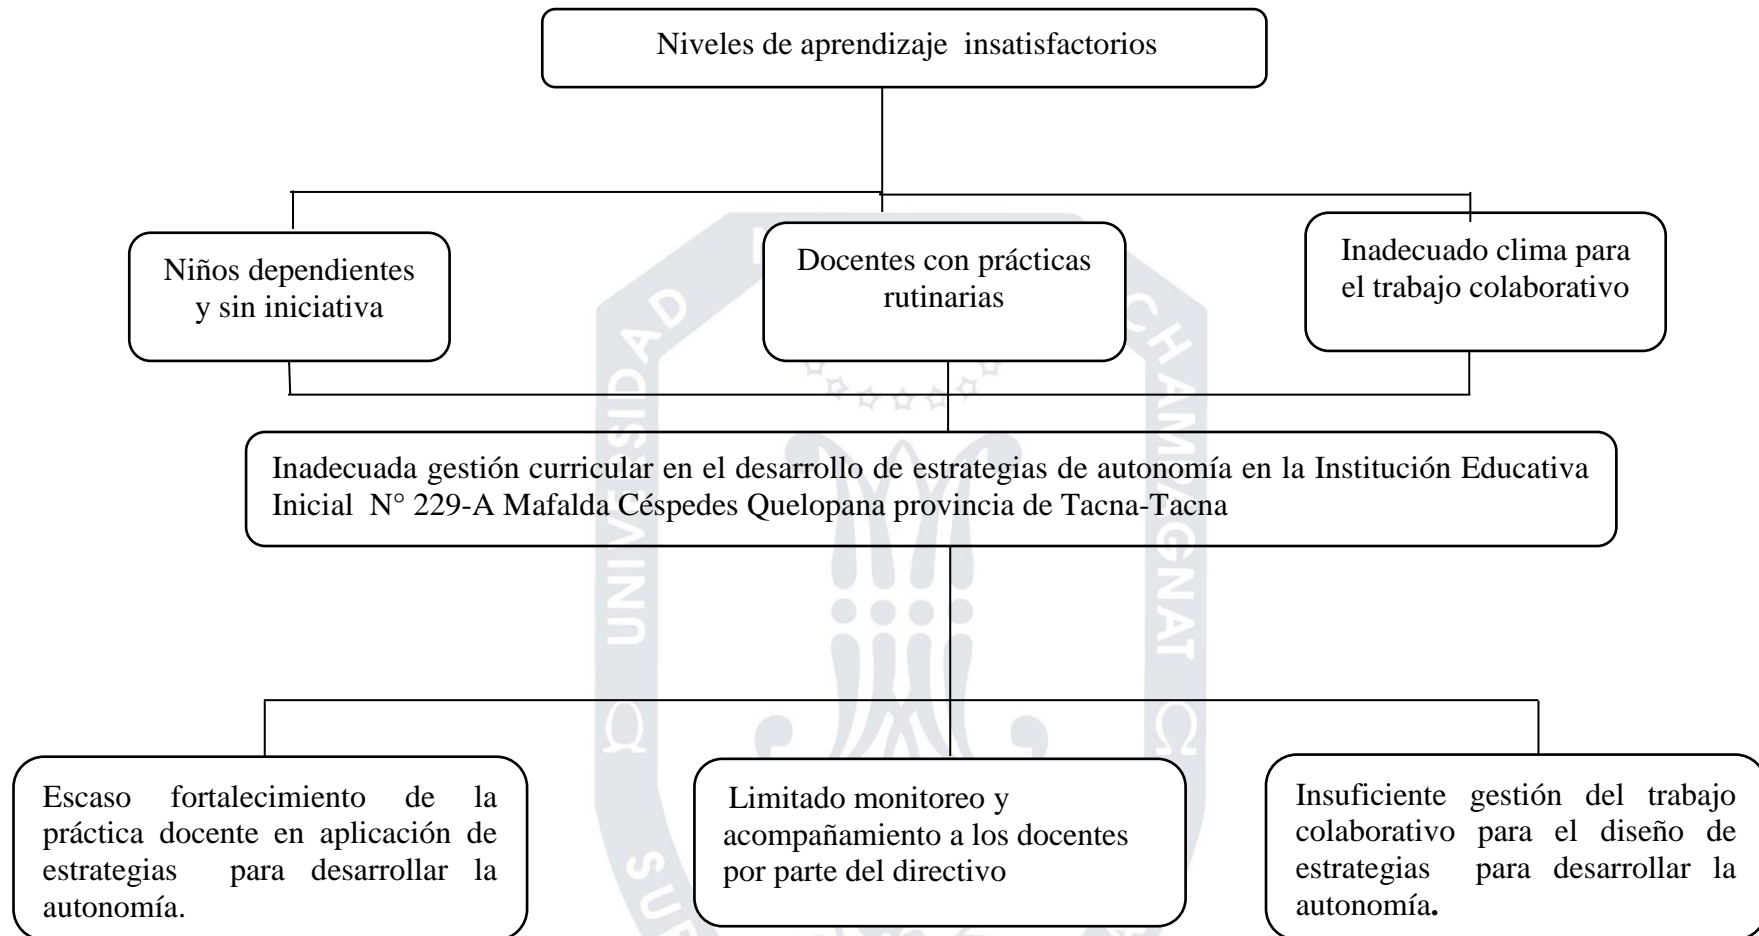 Niveles de aprendizaje insatisfactorios
Niños dependientes
y sin iniciativa
Docentes con prácticas
rutinarias
Inadecuado clima para
el trabajo colaborativo
Inadecuada gestión curricular en el desarrollo de estrategias de autonomía en la Institución Educativa
Inicial N° 229-A Mafalda Céspedes Quelopana provincia de Tacna-Tacna
Escaso fortalecimiento de la
práctica docente en aplicación de
estrategias para desarrollar la
autonomía.
Limitado monitoreo y
acompañamiento a los docentes
por parte del directivo
Insuficiente gestión del trabajo
colaborativo para el diseño de
estrategias para desarrollar la
autonomía.
UNIVERSIDAD
CHAMPAGNAT